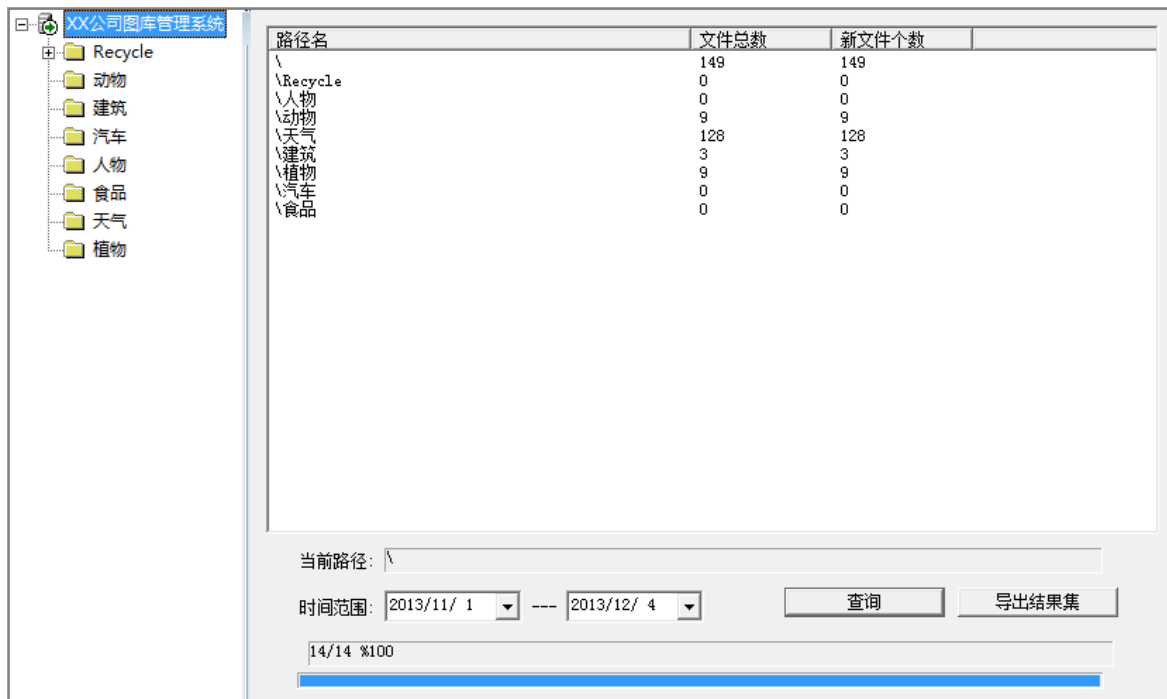 XX公司图库管理系统
Recycle
动物
建筑
汽车
人物
食品
天气
植物
路径名 文件总数 新文件个数
\ 149 149
\Recycle 0 0
\人物 0 0
\动物 9 9
\天气 128 128
\建筑 3 3
\植物 9 9
\汽车 0 0
\食品 0 0
当前路径: \
时间范围: 2013/11/ 1 --- 2013/12/ 4 查询 导出结果集
14/14 %100